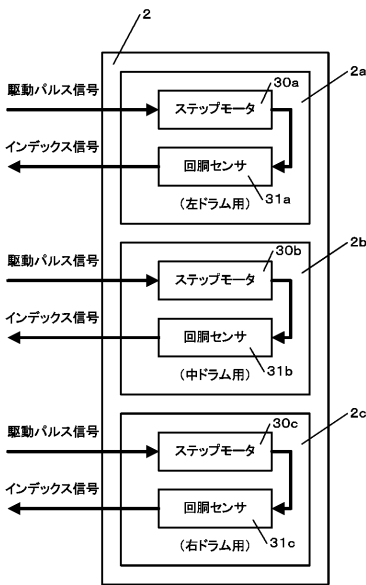 2
2a
駆動パルス信号
30a
ステップモータ
インデックス信号
回胴センサ
31a
(左ドラム用)
2b
駆動パルス信号
30b
ステップモータ
インデックス信号
回胴センサ
31b
(中ドラム用)
2c
駆動パルス信号
30c
ステップモータ
インデックス信号
回胴センサ
31c
(右ドラム用)